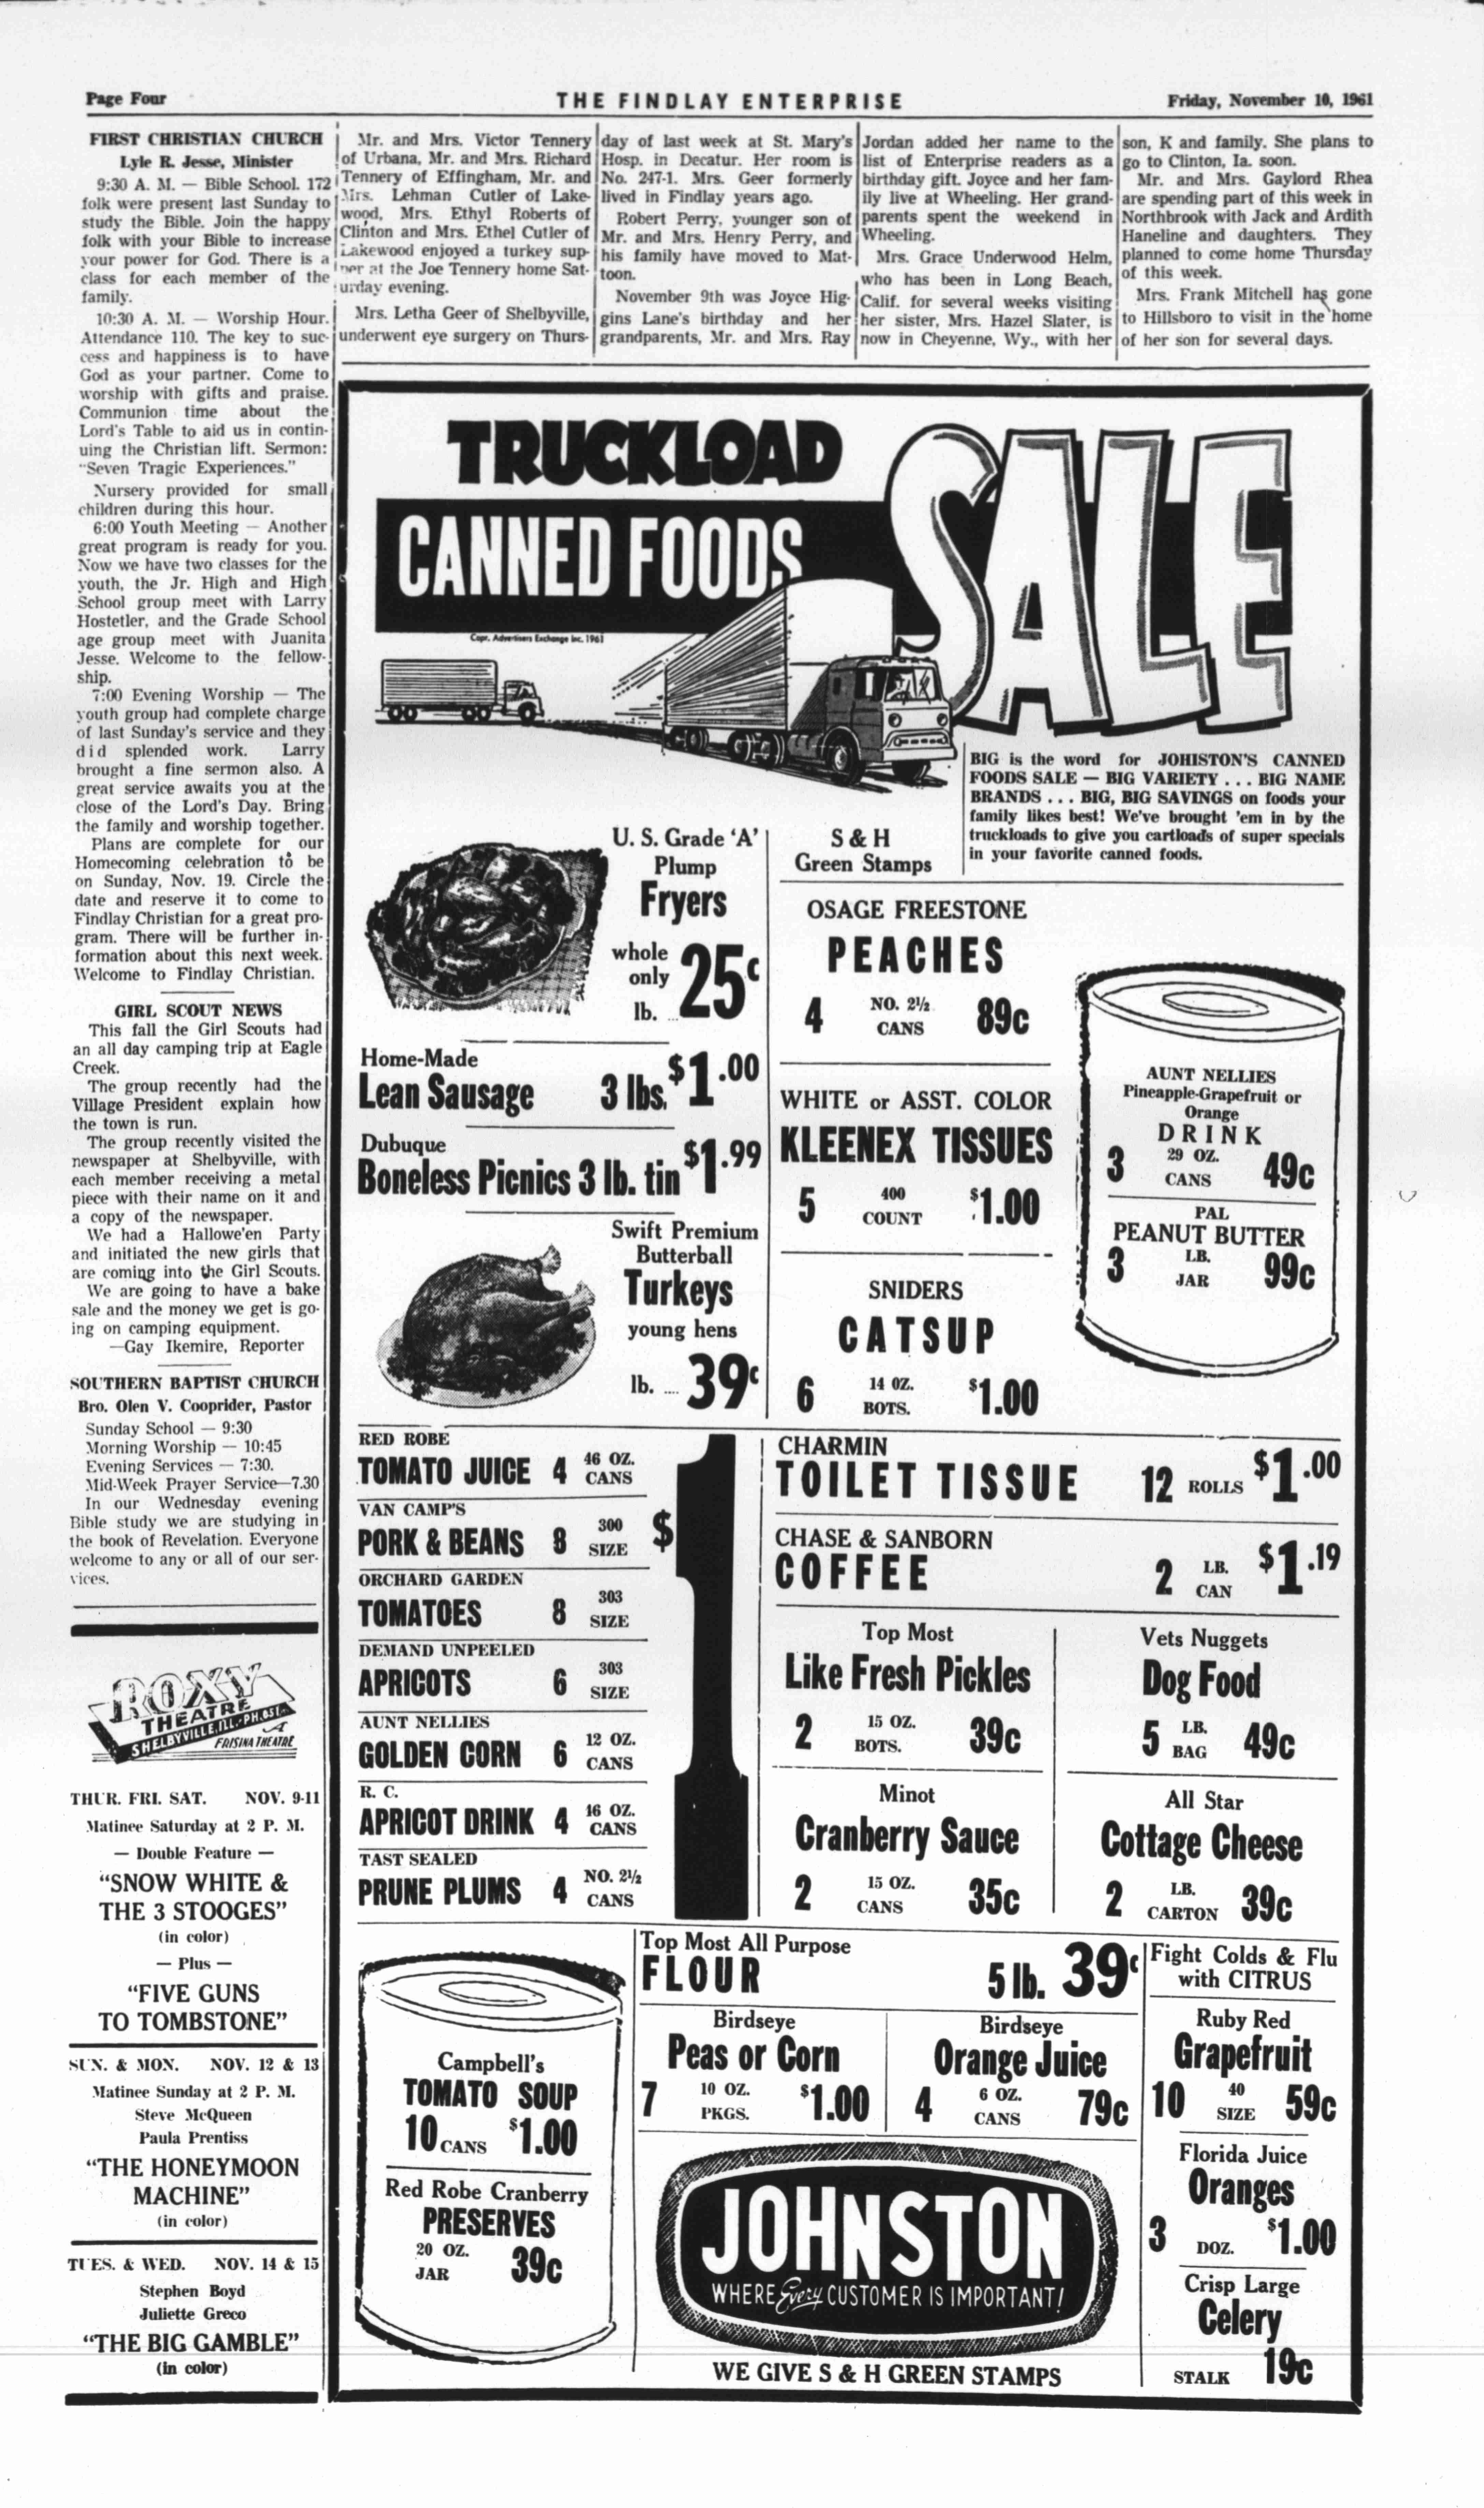 Page Four
THE FINDLAY ENTERPRISE
Friday, November 10, 1961
FIRST CHRISTIAN CHURCH
Lyle R. Jesse, Minister
9:30 A. M. — Bible School. 172
folk were present last Sunday to
study the Bible. Join the happy
folk with your Bible to increase
your power for God. There is a
class for each member of the
family.
10:30 A. M. — Worship Hour.
Attendance 110. The key to suc-
cess and happiness is to have
God as your partner. Come to
worship with gifts and praise.
Communion time about the
Lord's Table to aid us in contin-
uing the Christian lift. Sermon:
"Seven Tragic Experiences."
Nursery provided for small
children during this hour.
6:00 Youth Meeting — Another
great program is ready for you.
Now we have two classes for the
youth, the Jr. High and High
School group meet with Larry
Hostetler, and the Grade School
age group meet with Juanita
Jesse. Welcome to the fellow-
ship.
7:00 Evening Worship — The
youth group had complete charge
of last Sunday's service and they
did splended work. Larry
brought a fine sermon also. A
great service awaits you at the
close of the Lord's Day. Bring
the family and worship together.
Plans are complete for our
Homecoming celebration to be
on Sunday, Nov. 19. Circle the
date and reserve it to come to
Findlay Christian for a great pro-
gram. There will be further in-
formation about this next week.
Welcome to Findlay Christian.
GIRL SCOUT NEWS
This fall the Girl Scouts had
an all day camping trip at Eagle
Creek.
The group recently had the
Village President explain how
the town is run.
The group recently visited the
newspaper at Shelbyville, with
each member receiving a metal
piece with their name on it and
a copy of the newspaper.
We had a Hallowe'en Party
and initiated the new girls that
are coming into the Girl Scouts.
We are going to have a bake
sale and the money we get is go-
ing on camping equipment.
—Gay Ikemire, Reporter
SOUTHERN BAPTIST CHURCH
Bro. Olen V. Cooprider, Pastor
Sunday School — 9:30
Morning Worship — 10:45
Evening Services — 7:30.
Mid-Week Prayer Service—7.30
In our Wednesday evening
Bible study we are studying in
the book of Revelation. Everyone
welcome to any or all of our ser-
vices.
ROXY
THEATRE
SHELBYVILLE, ILL.-PH.051-
A
FRISINA THEATRE
THUR. FRI. SAT. NOV. 9-11
Matinee Saturday at 2 P. M.
— Double Feature —
"SNOW WHITE &
THE 3 STOOGES"
(in color)
— Plus —
"FIVE GUNS
TO TOMBSTONE"
SUN. & MON. NOV. 12 & 13
Matinee Sunday at 2 P. M.
Steve McQueen
Paula Prentiss
"THE HONEYMOON
MACHINE"
(in color)
TUES. & WED. NOV. 14 & 15
Stephen Boyd
Juliette Greco
"THE BIG GAMBLE"
(in color)
Mr. and Mrs. Victor Tennery
of Urbana, Mr. and Mrs. Richard
Tennery of Effingham, Mr. and
Mrs. Lehman Cutler of Lake-
wood, Mrs. Ethyl Roberts of
Clinton and Mrs. Ethel Cutler of
Lakewood enjoyed a turkey sup-
per at the Joe Tennery home Sat-
urday evening.
Mrs. Letha Geer of Shelbyville,
underwent eye surgery on Thurs-
day of last week at St. Mary's
Hosp. in Decatur. Her room is
No. 247-1. Mrs. Geer formerly
lived in Findlay years ago.
Robert Perry, younger son of
Mr. and Mrs. Henry Perry, and
his family have moved to Mat-
toon.
November 9th was Joyce Hig-
gins Lane's birthday and her
grandparents, Mr. and Mrs. Ray
Jordan added her name to the
list of Enterprise readers as a
birthday gift. Joyce and her fam-
ily live at Wheeling. Her grand-
parents spent the weekend in
Wheeling.
Mrs. Grace Underwood Helm,
who has been in Long Beach,
Calif. for several weeks visiting
her sister, Mrs. Hazel Slater, is
now in Cheyenne, Wy., with her
son, K and family. She plans to
go to Clinton, Ia. soon.
Mr. and Mrs. Gaylord Rhea
are spending part of this week in
Northbrook with Jack and Ardith
Haneline and daughters. They
planned to come home Thursday
of this week.
Mrs. Frank Mitchell has gone
to Hillsboro to visit in the home
of her son for several days.
TRUCKLOAD
CANNED FOODS
SALE
Copr. Advertisers Exchange Inc. 1961
BIG is the word for JOHISTON'S CANNED
FOODS SALE — BIG VARIETY . . . BIG NAME
BRANDS . . . BIG, BIG SAVINGS on foods your
family likes best! We've brought 'em in by the
truckloads to give you cartloads of super specials
in your favorite canned foods.
U. S. Grade 'A'
Plump
Fryers
whole
only
lb. ... 25c
Home-Made
Lean Sausage 3 lbs. $1.00
Dubuque
Boneless Picnics 3 lb. tin $1.99
Swift Premium
Butterball
Turkeys
young hens
lb. .... 39c
S & H
Green Stamps
OSAGE FREESTONE
PEACHES
4 NO. 2½ CANS 89c
WHITE or ASST. COLOR
KLEENEX TISSUES
5 400 COUNT $1.00
SNIDERS
CATSUP
6 14 OZ. BOTS. $1.00
AUNT NELLIES
Pineapple-Grapefruit or
Orange
DRINK
3 29 OZ. CANS 49c
PAL
PEANUT BUTTER
3 LB. JAR 99c
RED ROBE
TOMATO JUICE 4 46 OZ. CANS
VAN CAMP'S
PORK & BEANS 8 300 SIZE
ORCHARD GARDEN
TOMATOES 8 303 SIZE
DEMAND UNPEELED
APRICOTS 6 303 SIZE
AUNT NELLIES
GOLDEN CORN 6 12 OZ. CANS
R. C.
APRICOT DRINK 4 16 OZ. CANS
TAST SEALED
PRUNE PLUMS 4 NO. 2½ CANS
$1
CHARMIN
TOILET TISSUE 12 ROLLS $1.00
CHASE & SANBORN
COFFEE 2 LB. CAN $1.19
Top Most
Like Fresh Pickles
2 15 OZ. BOTS. 39c
Vets Nuggets
Dog Food
5 LB. BAG 49c
Minot
Cranberry Sauce
2 15 OZ. CANS 35c
All Star
Cottage Cheese
2 LB. CARTON 39c
Campbell's
TOMATO SOUP
10 CANS $1.00
Red Robe Cranberry
PRESERVES
20 OZ. JAR 39c
Top Most All Purpose
FLOUR 5 lb. 39c
Birdseye
Peas or Corn
7 10 OZ. PKGS. $1.00
Birdseye
Orange Juice
4 6 OZ. CANS 79c
Fight Colds & Flu
with CITRUS
Ruby Red
Grapefruit
10 40 SIZE 59c
Florida Juice
Oranges
3 DOZ. $1.00
Crisp Large
Celery
STALK 19c
JOHNSTON
WHERE Every CUSTOMER IS IMPORTANT!
WE GIVE S & H GREEN STAMPS